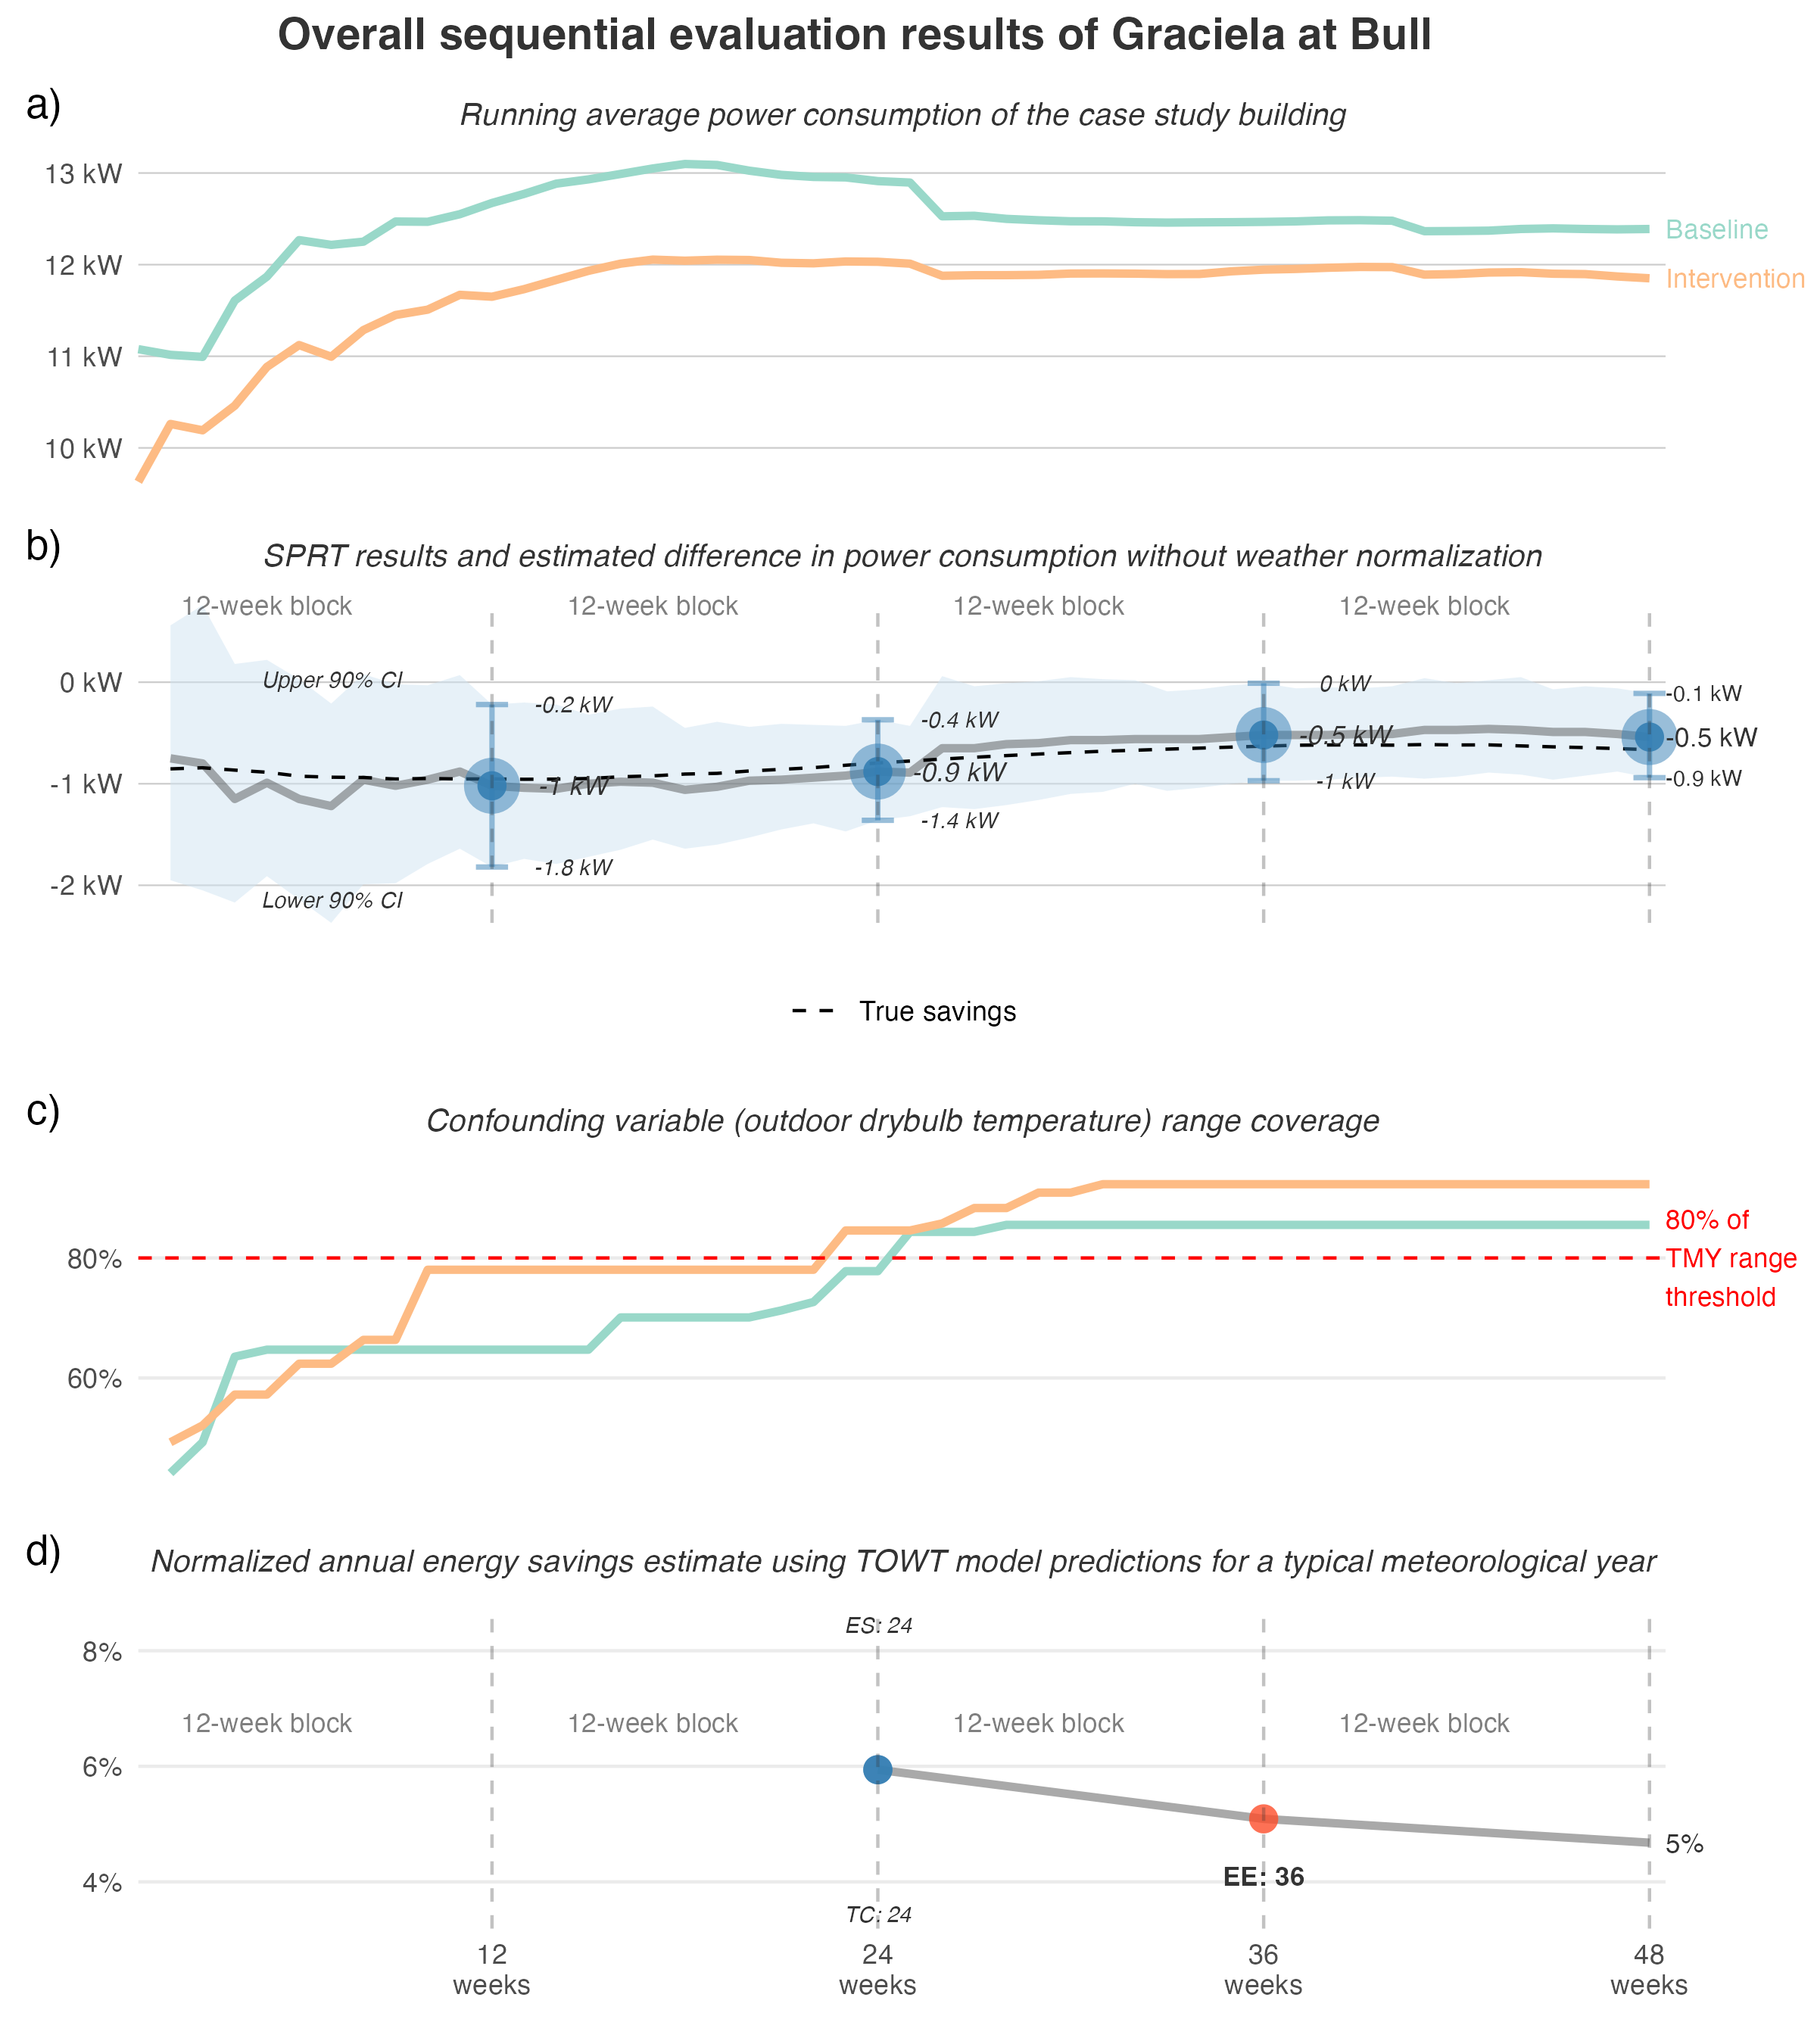 Overall sequential evaluation results of Graciela at Bull
a)
Running average power consumption of the case study building
13 kW
12 kW
11 kW
10 kW
Baseline
Intervention
b)
SPRT results and estimated difference in power consumption without weather normalization
12-week block 12-week block 12-week block 12-week block
0 kW
-1 kW
-2 kW
Upper 90% CI
Lower 90% CI
-0.2 kW
-1 kW
-1.8 kW
-0.4 kW
-0.9 kW
-1.4 kW
0 kW
-0.5 kW
-1 kW
-0.1 kW
-0.5 kW
-0.9 kW
True savings
c)
Confounding variable (outdoor drybulb temperature) range coverage
80%
60%
80% of
TMY range
threshold
d)
Normalized annual energy savings estimate using TOWT model predictions for a typical meteorological year
ES: 24
8%
12-week block 12-week block 12-week block 12-week block
6%
5%
EE: 36
4%
TC: 24
12 24 36 48
weeks weeks weeks weeks